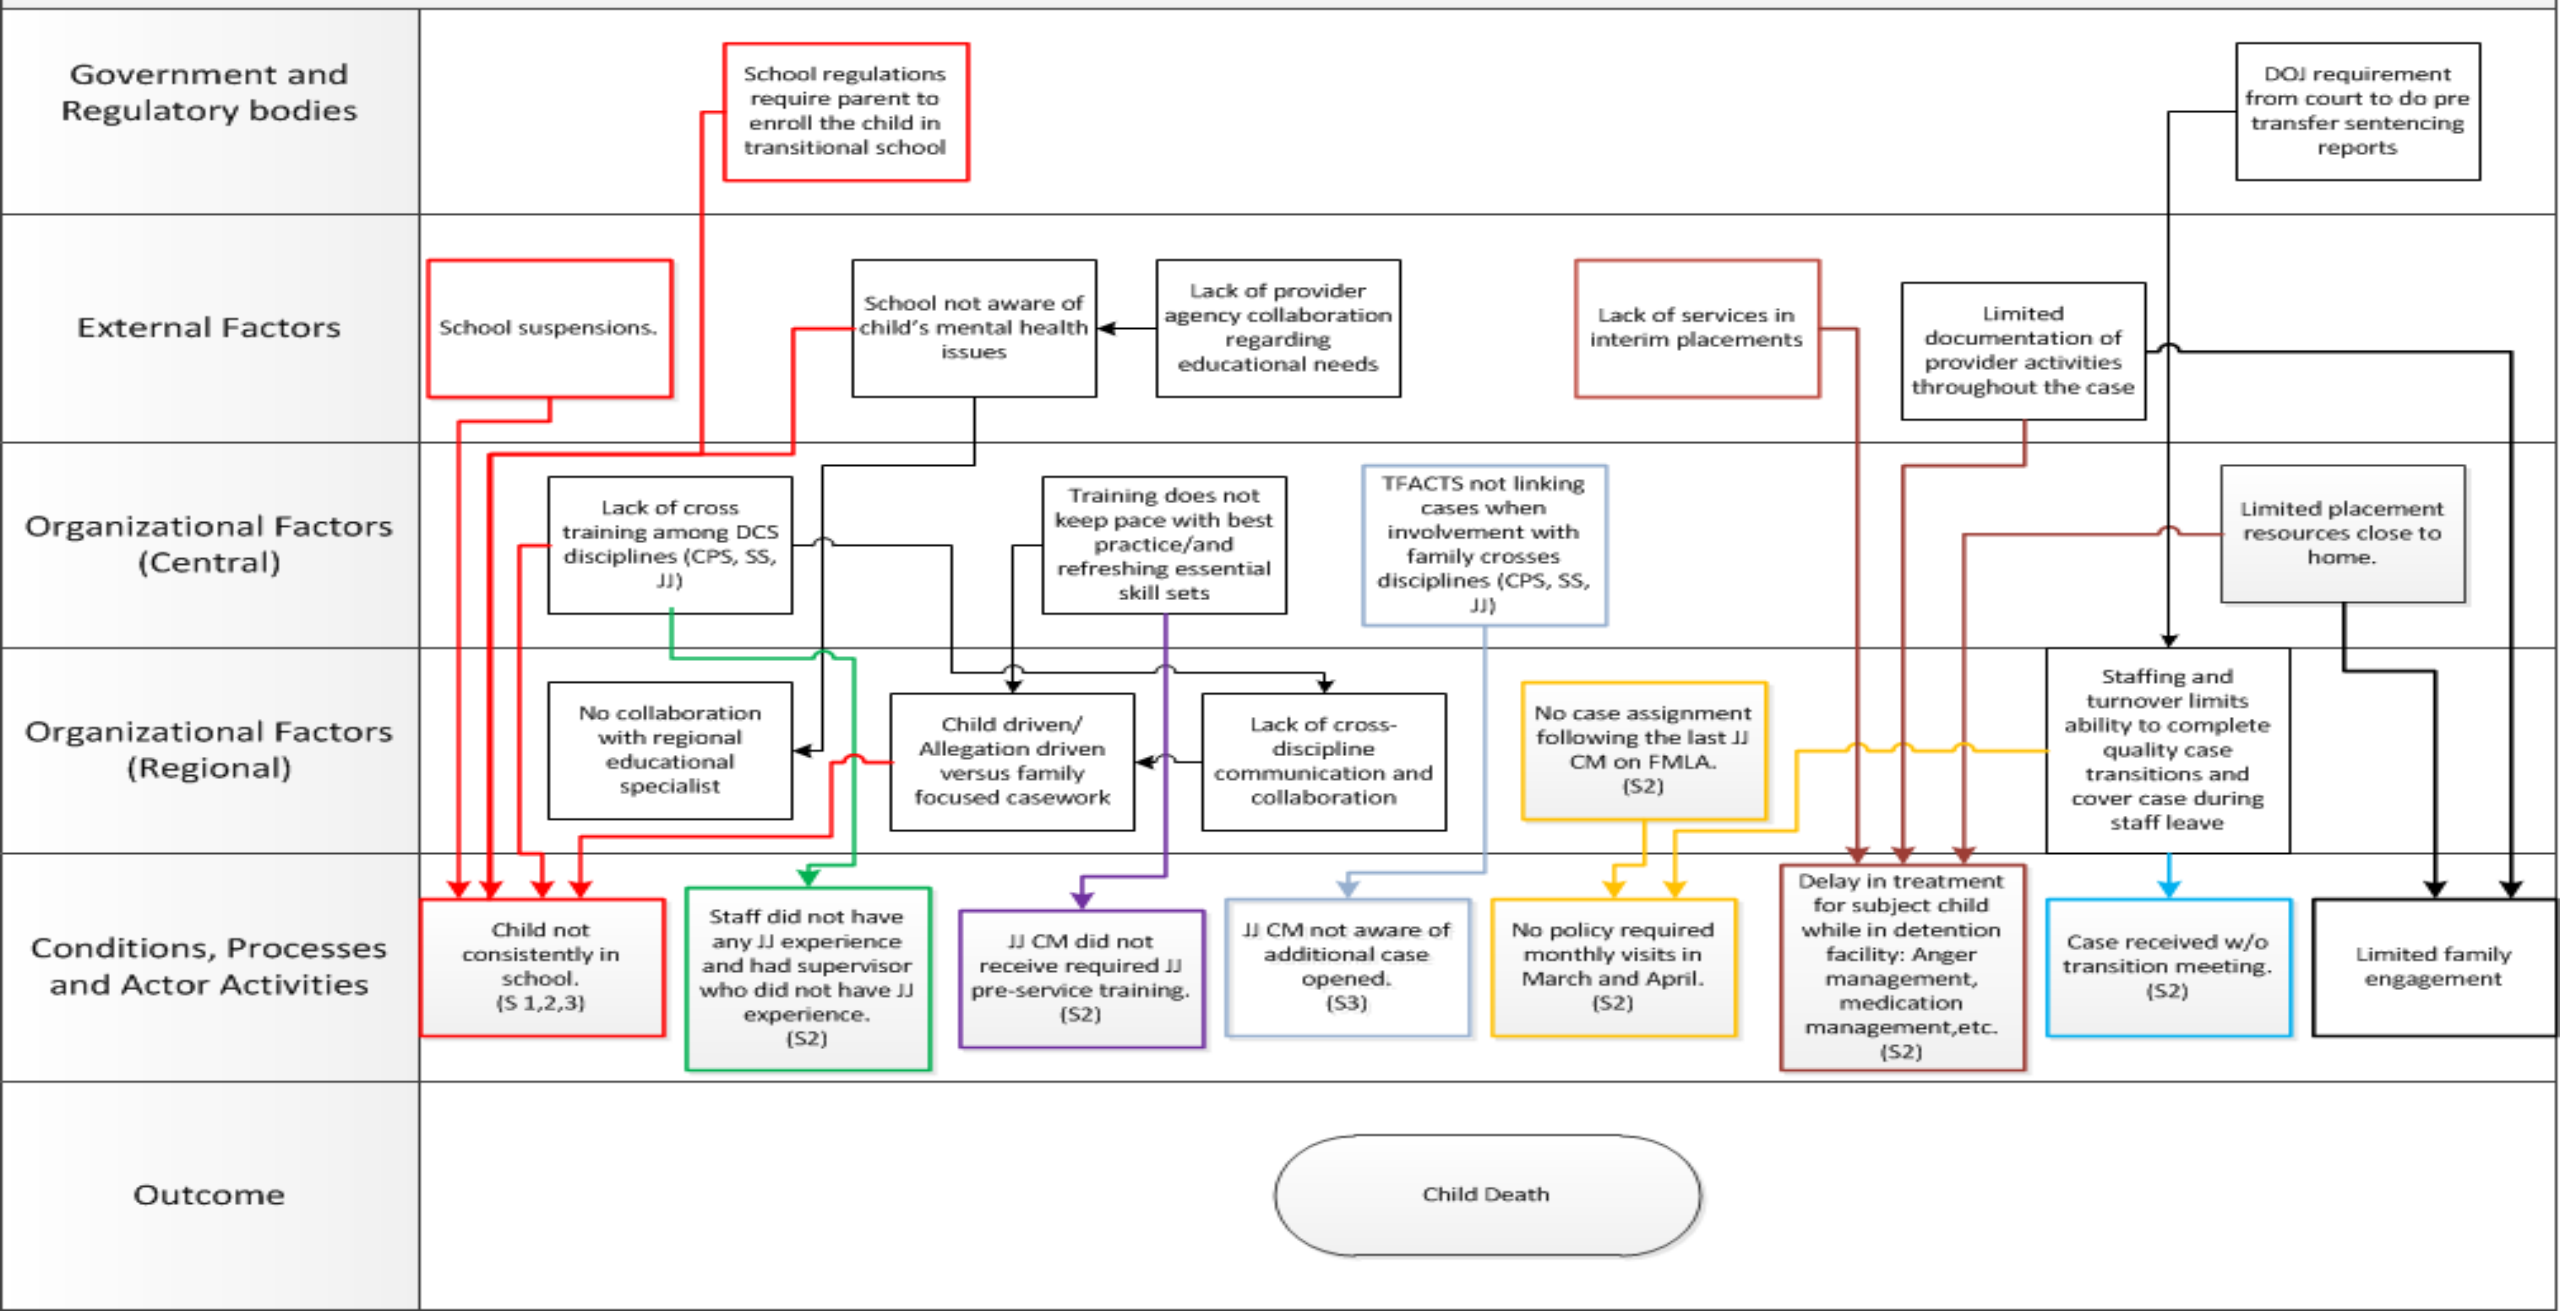 Government and
Regulatory bodies
School regulations
require parent to
enroll the child in
transitional school
DOJ requirement
from court to do pre
transfer sentencing
reports
External Factors
School suspensions.
School not aware of
child's mental health
issues
Lack of provider
agency collaboration
regarding
educational needs
Lack of services in
interim placements
Limited
documentation of
provider activities
throughout the case
Organizational Factors
(Central)
Lack of cross
training among DCS
disciplines (CPS, SS,
JJ)
Training does not
keep pace with best
practice/and
refreshing essential
skill sets
TFACTS not linking
cases when
involvement with
family crosses
disciplines (CPS, SS,
JJ)
Limited placement
resources close to
home.
Organizational Factors
(Regional)
No collaboration
with regional
educational
specialist
Child driven/
Allegation driven
versus family
focused casework
Lack of cross-
discipline
communication and
collaboration
No case assignment
following the last JJ
CM on FMLA.
(S2)
Staffing and
turnover limits
ability to complete
quality case
transitions and
cover case during
staff leave
Conditions, Processes
and Actor Activities
Child not
consistently in
school.
(S 1,2,3)
Staff did not have
any JJ experience
and had supervisor
who did not have JJ
experience.
(S2)
JJ CM did not
receive required JJ
pre-service training.
(S2)
JJ CM not aware of
additional case
opened.
(S3)
No policy required
monthly visits in
March and April.
(S2)
Delay in treatment
for subject child
while in detention
facility: Anger
management,
medication
management,etc.
(S2)
Case received w/o
transition meeting.
(S2)
Limited family
engagement
Outcome
Child Death